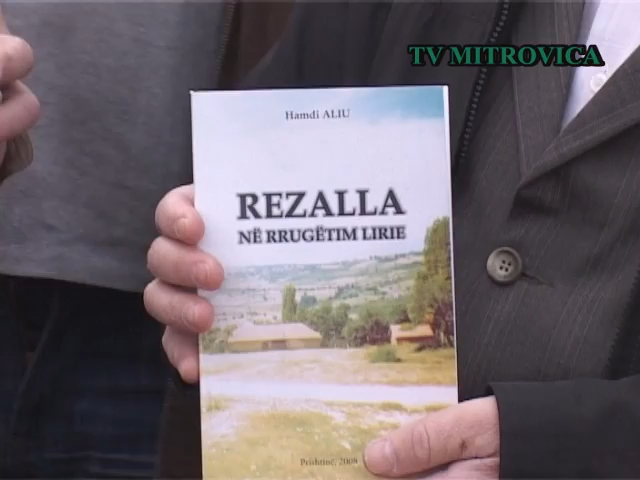 TV MITROVICA
Hamdi ALIU
REZALLA
NË RRUGËTIM LIRIE
Prishtinë, 2008